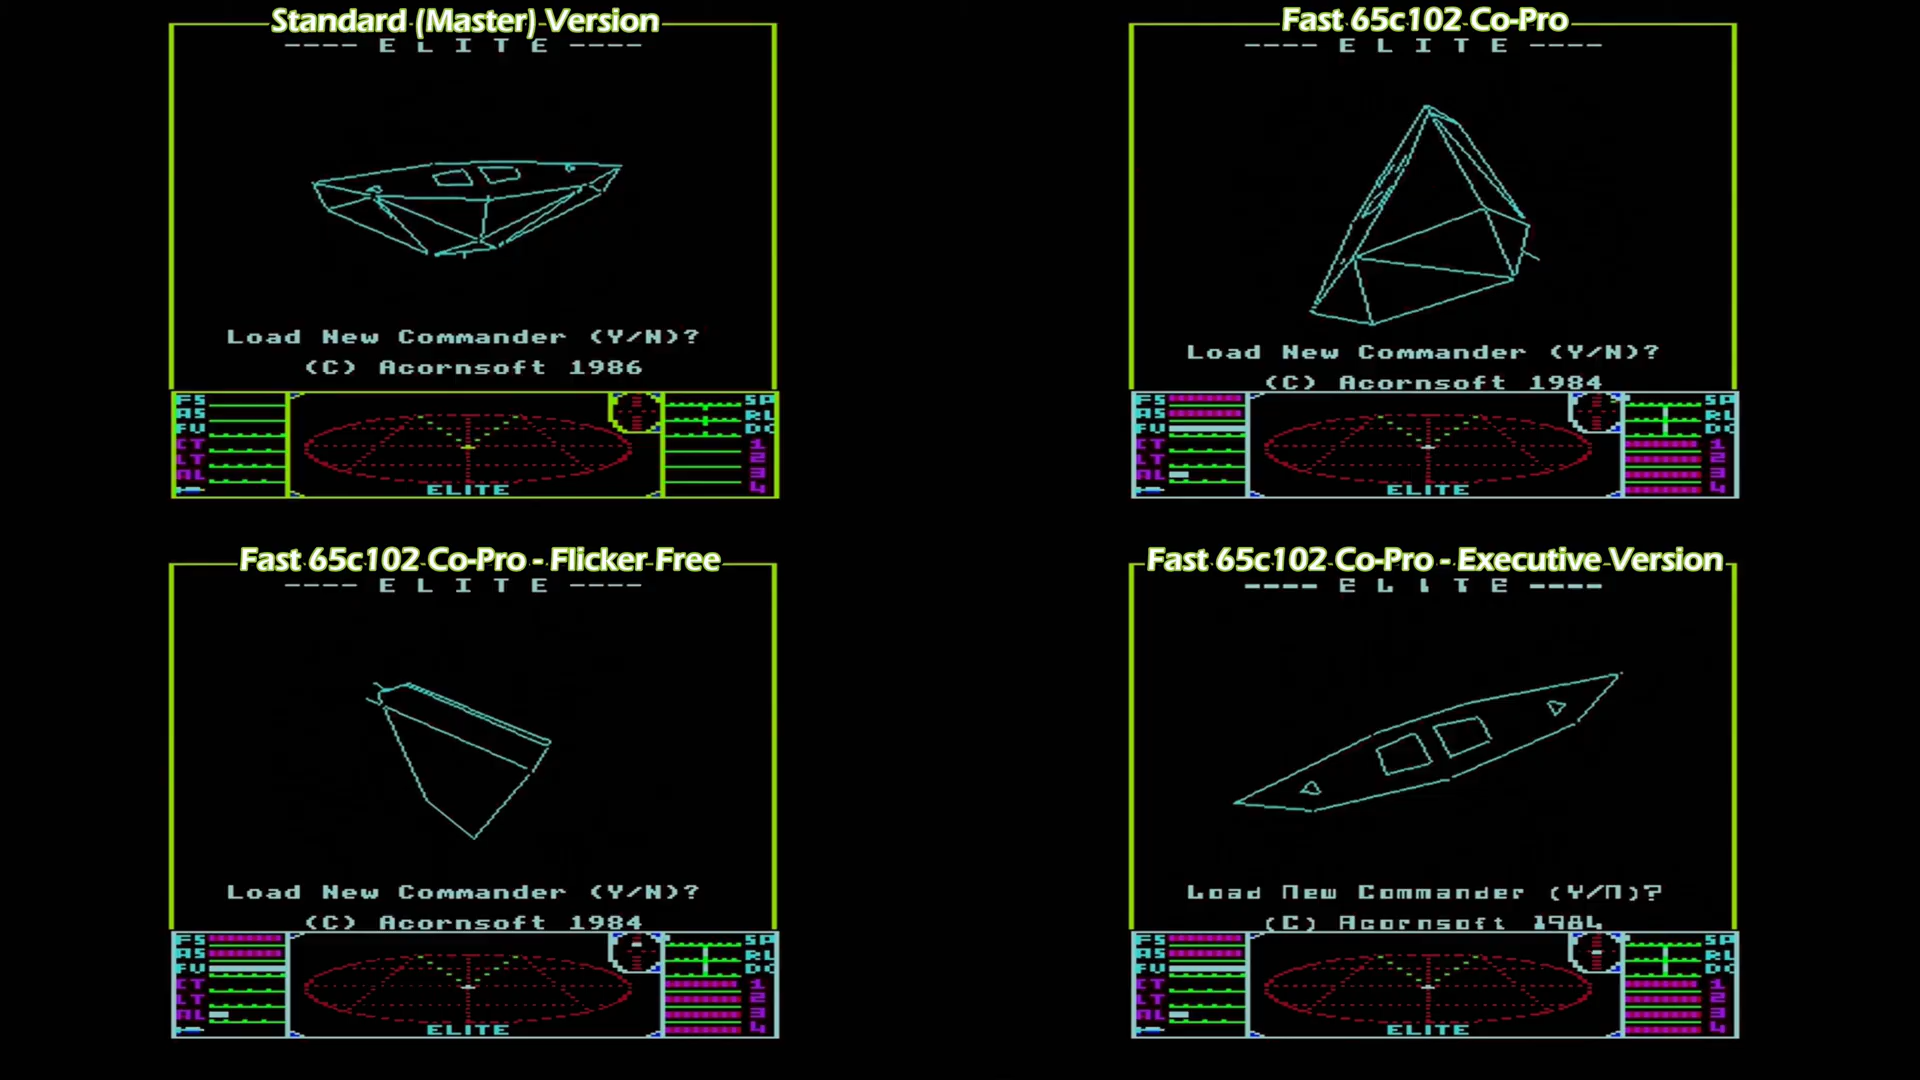 Standard (Master) Version
---- E L I T E ----
Load New Commander (Y/N)?
(C) Acornsoft 1986
FS
AS
FV
CT
LT
AL
ELITE
SP
RL
DC
1
2
3
4
Fast 65c102 Co-Pro
---- E L I T E ----
Load New Commander (Y/N)?
(C) Acornsoft 1984
FS
AS
FV
CT
LT
AL
ELITE
SP
RL
DC
1
2
3
4
Fast 65c102 Co-Pro - Flicker Free
---- E L I T E ----
Load New Commander (Y/N)?
(C) Acornsoft 1984
FS
AS
FV
CT
LT
AL
ELITE
SP
RL
DC
1
2
3
4
Fast 65c102 Co-Pro - Executive Version
---- E L I T E ----
Load New Commander (Y/N)?
(C) Acornsoft 1984
FS
AS
FV
CT
LT
AL
ELITE
SP
RL
DC
1
2
3
4